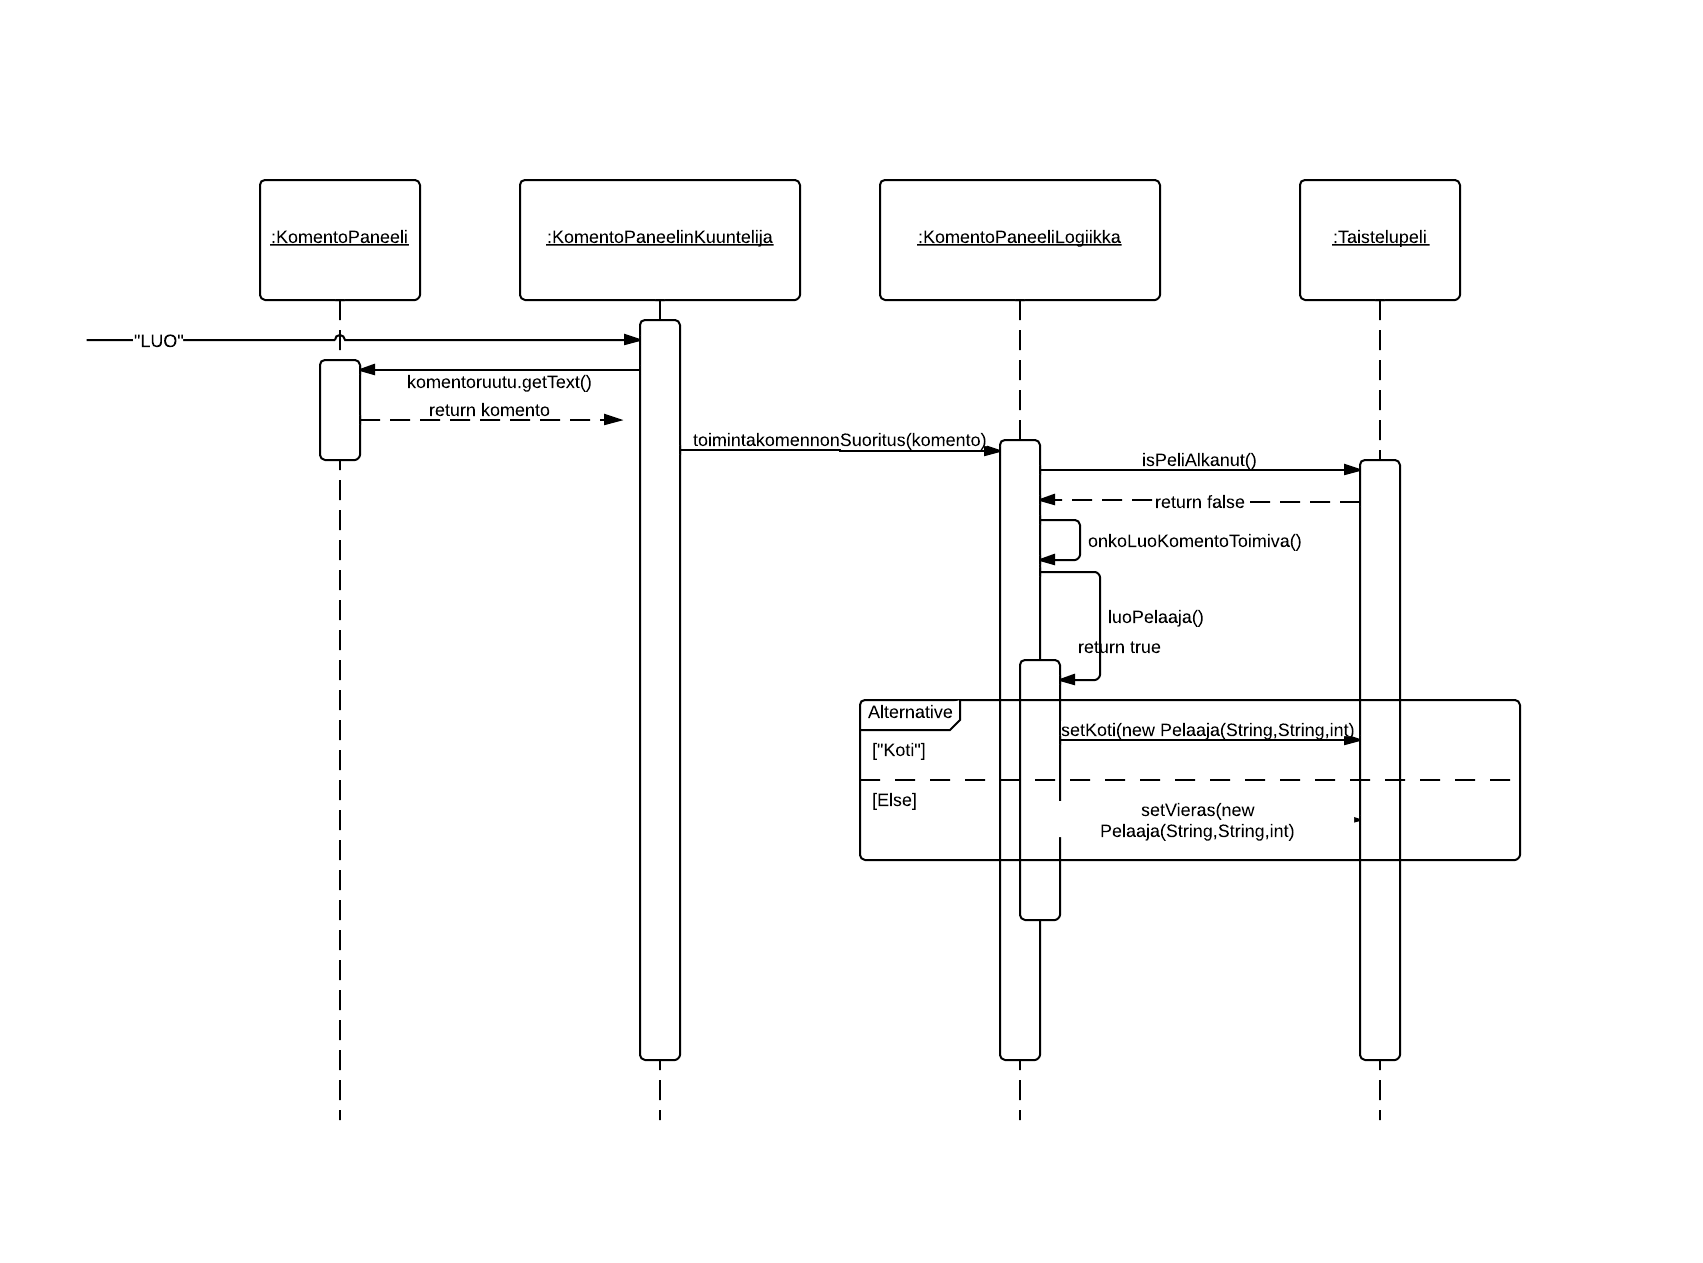 :KomentoPaneeli
:KomentoPaneelinKuuntelija
:KomentoPaneeliLogiikka
:Taistelupeli
"LUO"
komentoruutu.getText()
return komento
toimintakomennonSuoritus(komento)
isPeliAlkanut()
return false
onkoLuoKomentoToimiva()
luoPelaaja()
return true
Alternative
setKoti(new Pelaaja(String,String,int)
["Koti"]
[Else]
setVieras(new
Pelaaja(String,String,int)